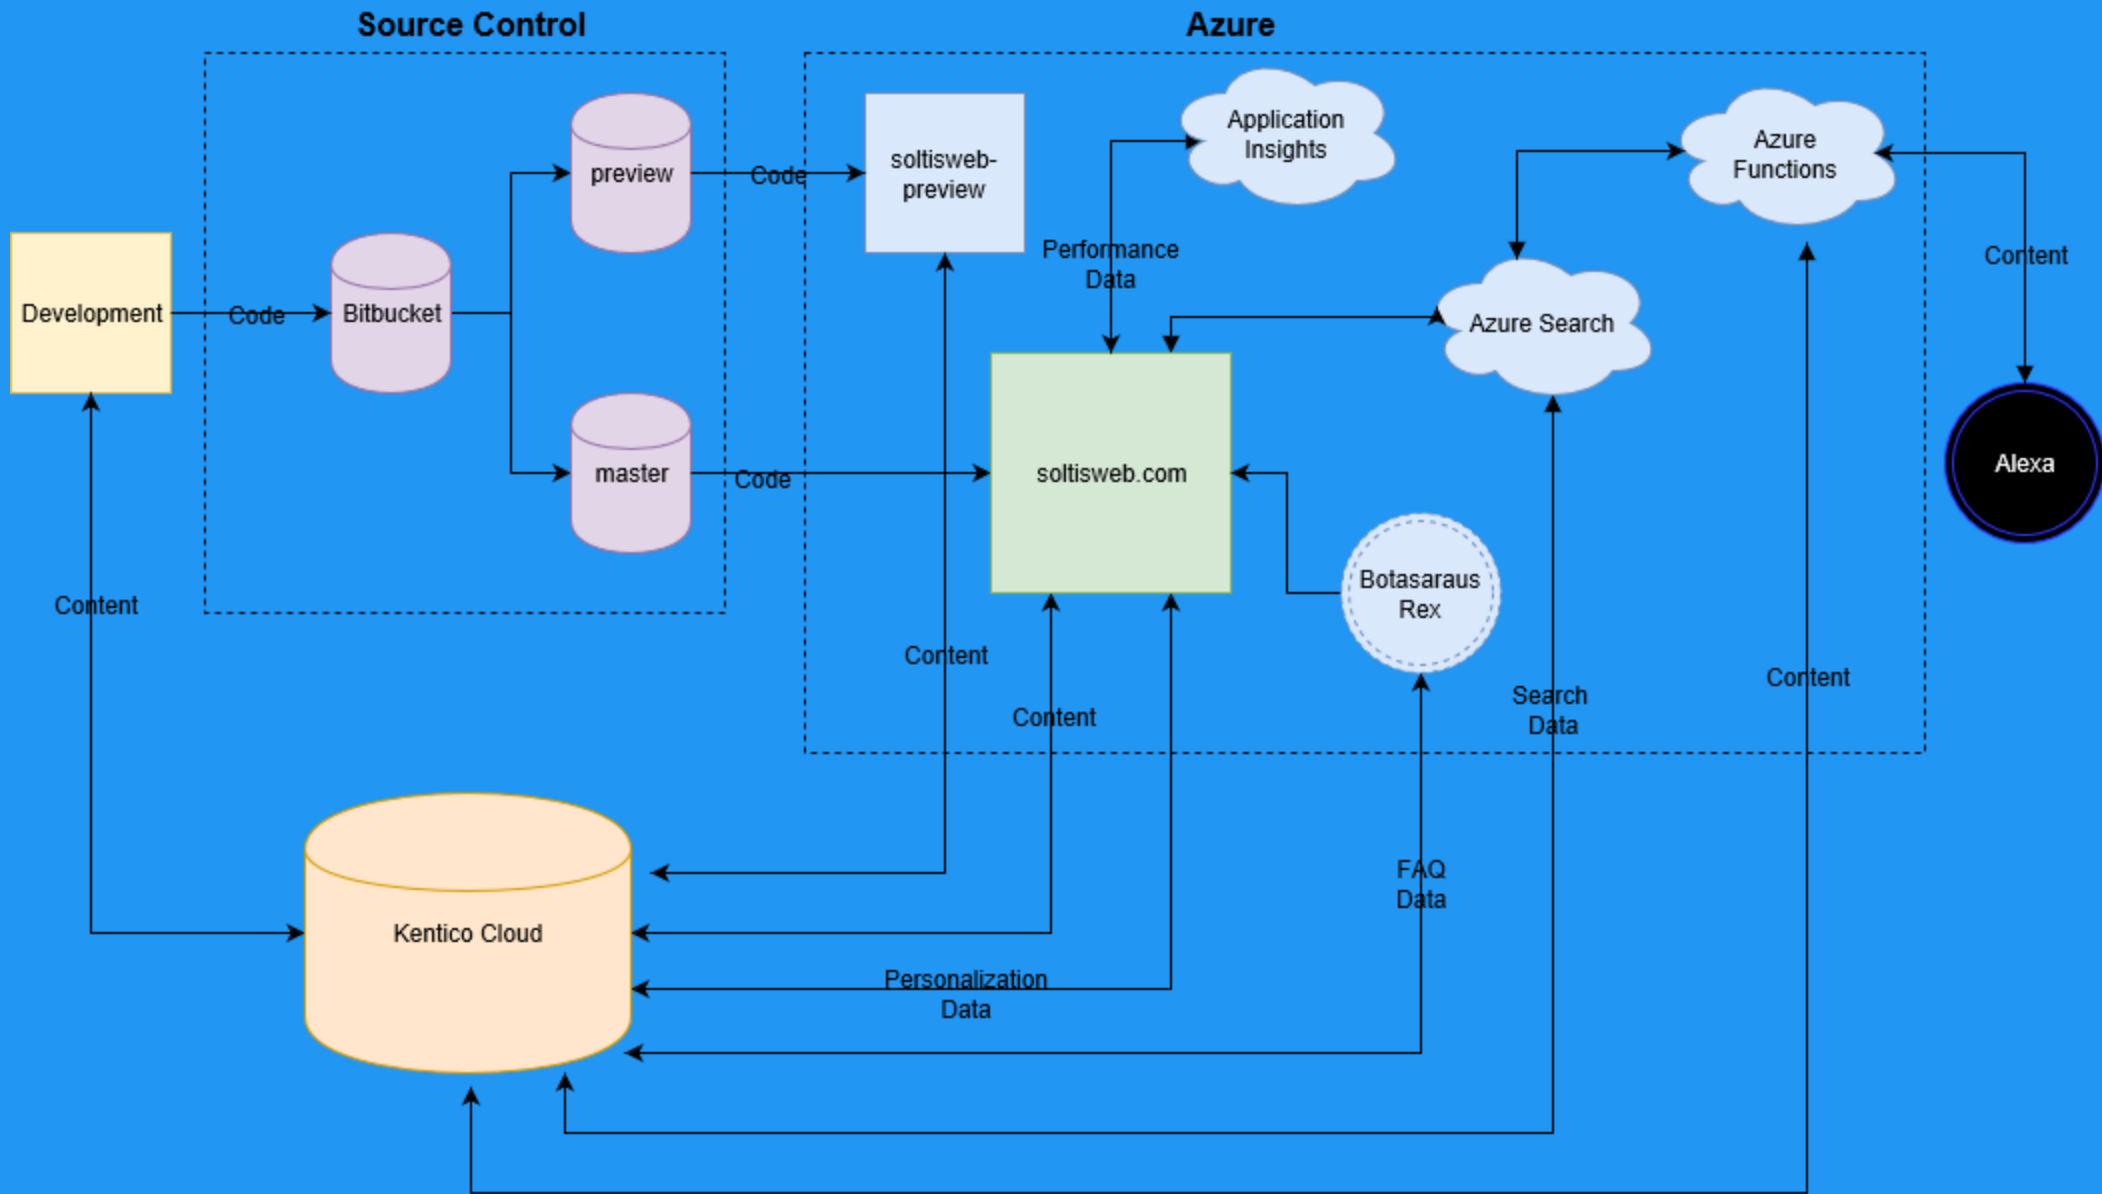 Source Control
Azure
Application
Insights
Azure
Functions
preview
Code
soltisweb-
preview
Performance
Data
Content
Development
Code
Bitbucket
Azure Search
master
Code
soltisweb.com
Alexa
Botasaraus
Rex
Content
Content
Content
Search
Data
Content
FAQ
Data
Kentico Cloud
Personalization
Data